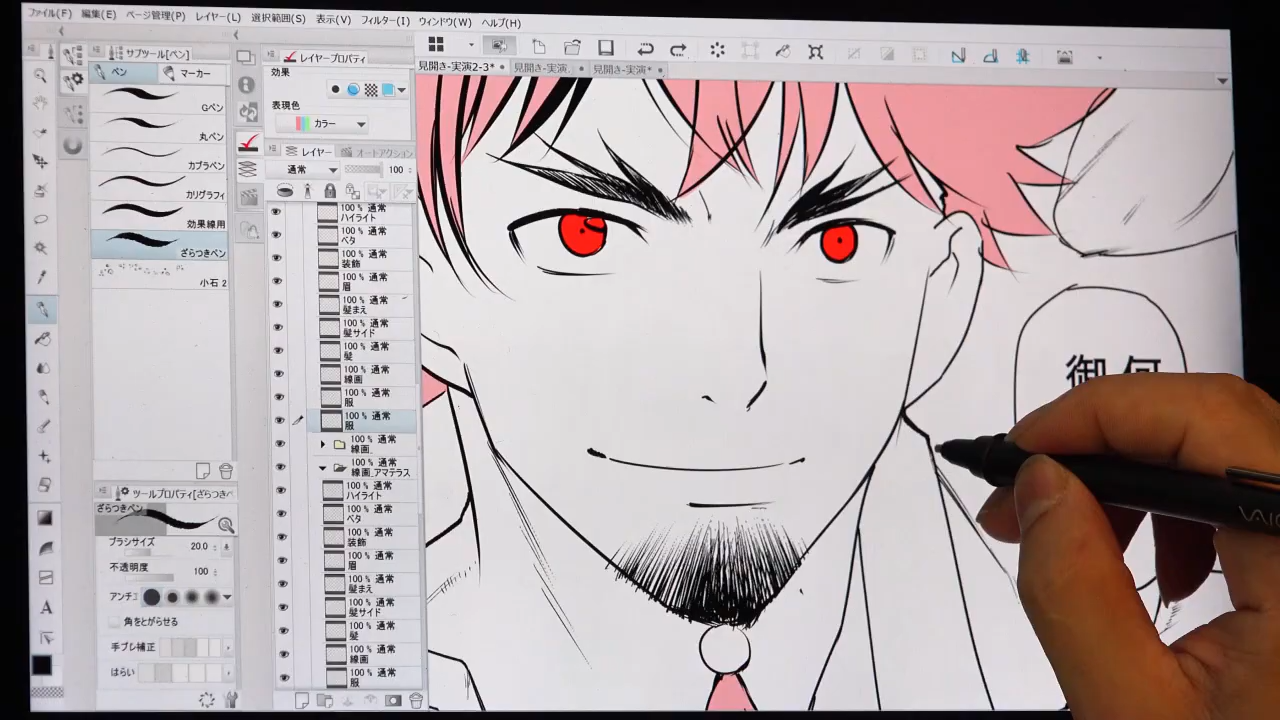 ファイル(F) 編集(E) ページ管理(P) レイヤー(L) 選択範囲(S) 表示(V) フィルター(I) ウィンドウ(W) ヘルプ(H)
サブツール[ペン]
ペン マーカー
Gペン
丸ペン
カブラペン
カリグラフィ
効果線用
ざらつきペン
小石 2
ツールプロパティ[ざらつきペ
ざらつきペン
ブラシサイズ 20.0
不透明度 100
アンチ
角をとがらせる
手ブレ補正
はらい
レイヤープロパティ
効果
表現色
カラー
レイヤー オートアクション
通常 100
100 % 通常
ハイライト
100 % 通常
ベタ
100 % 通常
装飾
100 % 通常
眉
100 % 通常
髪まえ
100 % 通常
髪サイド
100 % 通常
髪
100 % 通常
線画
100 % 通常
服
100 % 通常
服
100 % 通常
線画_
100 % 通常
線画_アマテラス
100 % 通常
ハイライト
100 % 通常
ベタ
100 % 通常
装飾
100 % 通常
眉
100 % 通常
髪まえ
100 % 通常
髪サイド
100 % 通常
髪
100 % 通常
線画
100 % 通常
服
見開き-実演2-3* 見開き-実演 見開き-実演*
何
御
VAIO